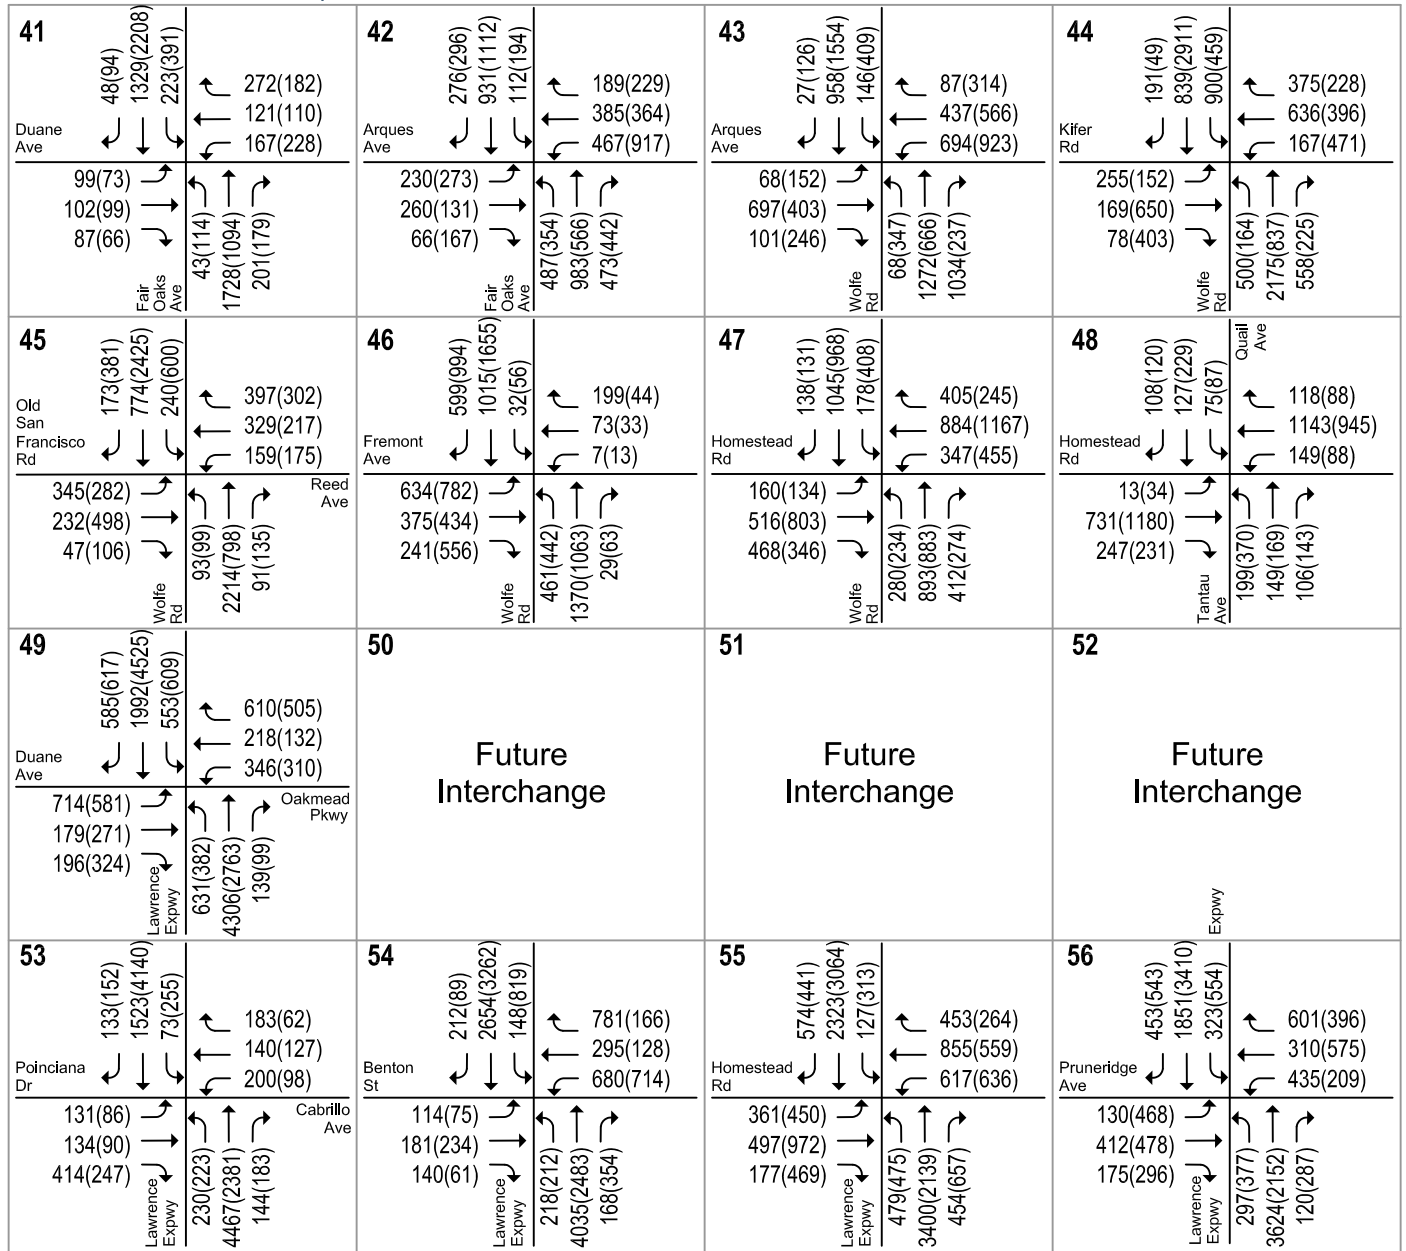 41
48(94)
1329(2208)
223(391)
272(182)
121(110)
167(228)
Duane
Ave
99(73)
102(99)
87(66)
43(114)
1728(1094)
201(179)
Fair
Oaks
Ave
42
276(296)
931(1112)
112(194)
189(229)
385(364)
467(917)
Arques
Ave
230(273)
260(131)
66(167)
487(354)
983(566)
473(442)
Fair
Oaks
Ave
43
27(126)
958(1554)
146(409)
87(314)
437(566)
694(923)
Arques
Ave
68(152)
697(403)
101(246)
68(347)
1272(666)
1034(237)
Wolfe
Rd
44
191(49)
839(2911)
900(459)
375(228)
636(396)
167(471)
Kifer
Rd
255(152)
169(650)
78(403)
500(164)
2175(837)
558(225)
Wolfe
Rd
45
173(381)
774(2425)
240(600)
397(302)
329(217)
159(175)
Old
San
Francisco
Rd
345(282)
232(498)
47(106)
Reed
Ave
93(99)
2214(798)
91(135)
Wolfe
Rd
46
599(994)
1015(1655)
32(56)
199(44)
73(33)
7(13)
Fremont
Ave
634(782)
375(434)
241(556)
461(442)
1370(1063)
29(63)
Wolfe
Rd
47
138(131)
1045(968)
178(408)
405(245)
884(1167)
347(455)
Homestead
Rd
160(134)
516(803)
468(346)
280(234)
893(883)
412(274)
Wolfe
Rd
48
108(120)
127(229)
75(87)
Quail
Ave
118(88)
1143(945)
149(88)
Homestead
Rd
13(34)
731(1180)
247(231)
199(370)
149(169)
106(143)
Tantau
Ave
49
585(617)
1992(4525)
553(609)
610(505)
218(132)
346(310)
Duane
Ave
714(581)
179(271)
196(324)
Oakmead
Pkwy
631(382)
4306(2763)
139(99)
Lawrence
Expwy
50
Future
Interchange
51
Future
Interchange
52
Future
Interchange
Expwy
53
133(152)
1523(4140)
73(255)
183(62)
140(127)
200(98)
Poinciana
Dr
131(86)
134(90)
414(247)
Cabrillo
Ave
230(223)
4467(2381)
144(183)
Lawrence
Expwy
54
212(89)
2654(3262)
148(819)
781(166)
295(128)
680(714)
Benton
St
114(75)
181(234)
140(61)
218(212)
4035(2483)
168(354)
Lawrence
Expwy
55
574(441)
2323(3064)
127(313)
453(264)
855(559)
617(636)
Homestead
Rd
361(450)
497(972)
177(469)
479(475)
3400(2139)
454(657)
Lawrence
Expwy
56
453(543)
1851(3410)
323(554)
601(396)
310(575)
435(209)
Pruneridge
Ave
130(468)
412(478)
175(296)
297(377)
3624(2152)
120(287)
Lawrence
Expwy